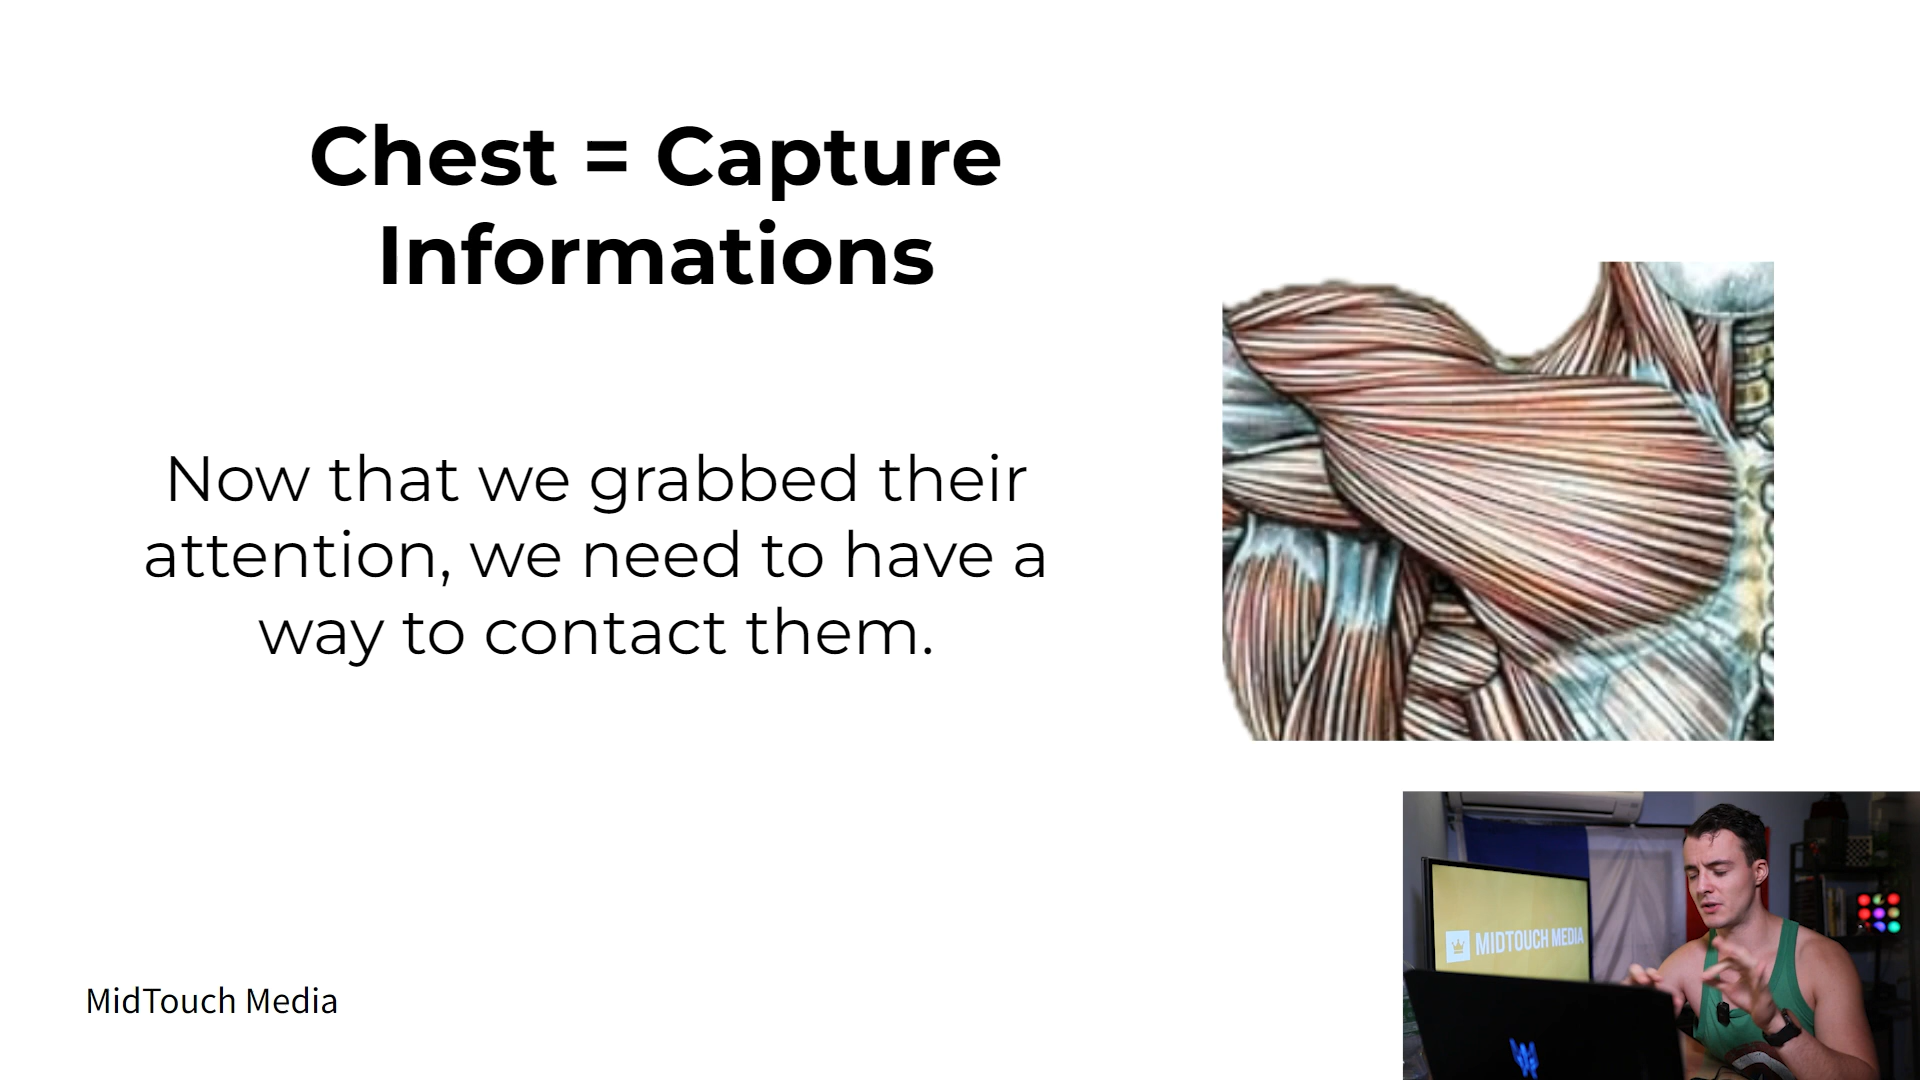 Chest = Capture
Informations
Now that we grabbed their
attention, we need to have a
way to contact them.
MIDTOUCH MEDIA
MidTouch Media